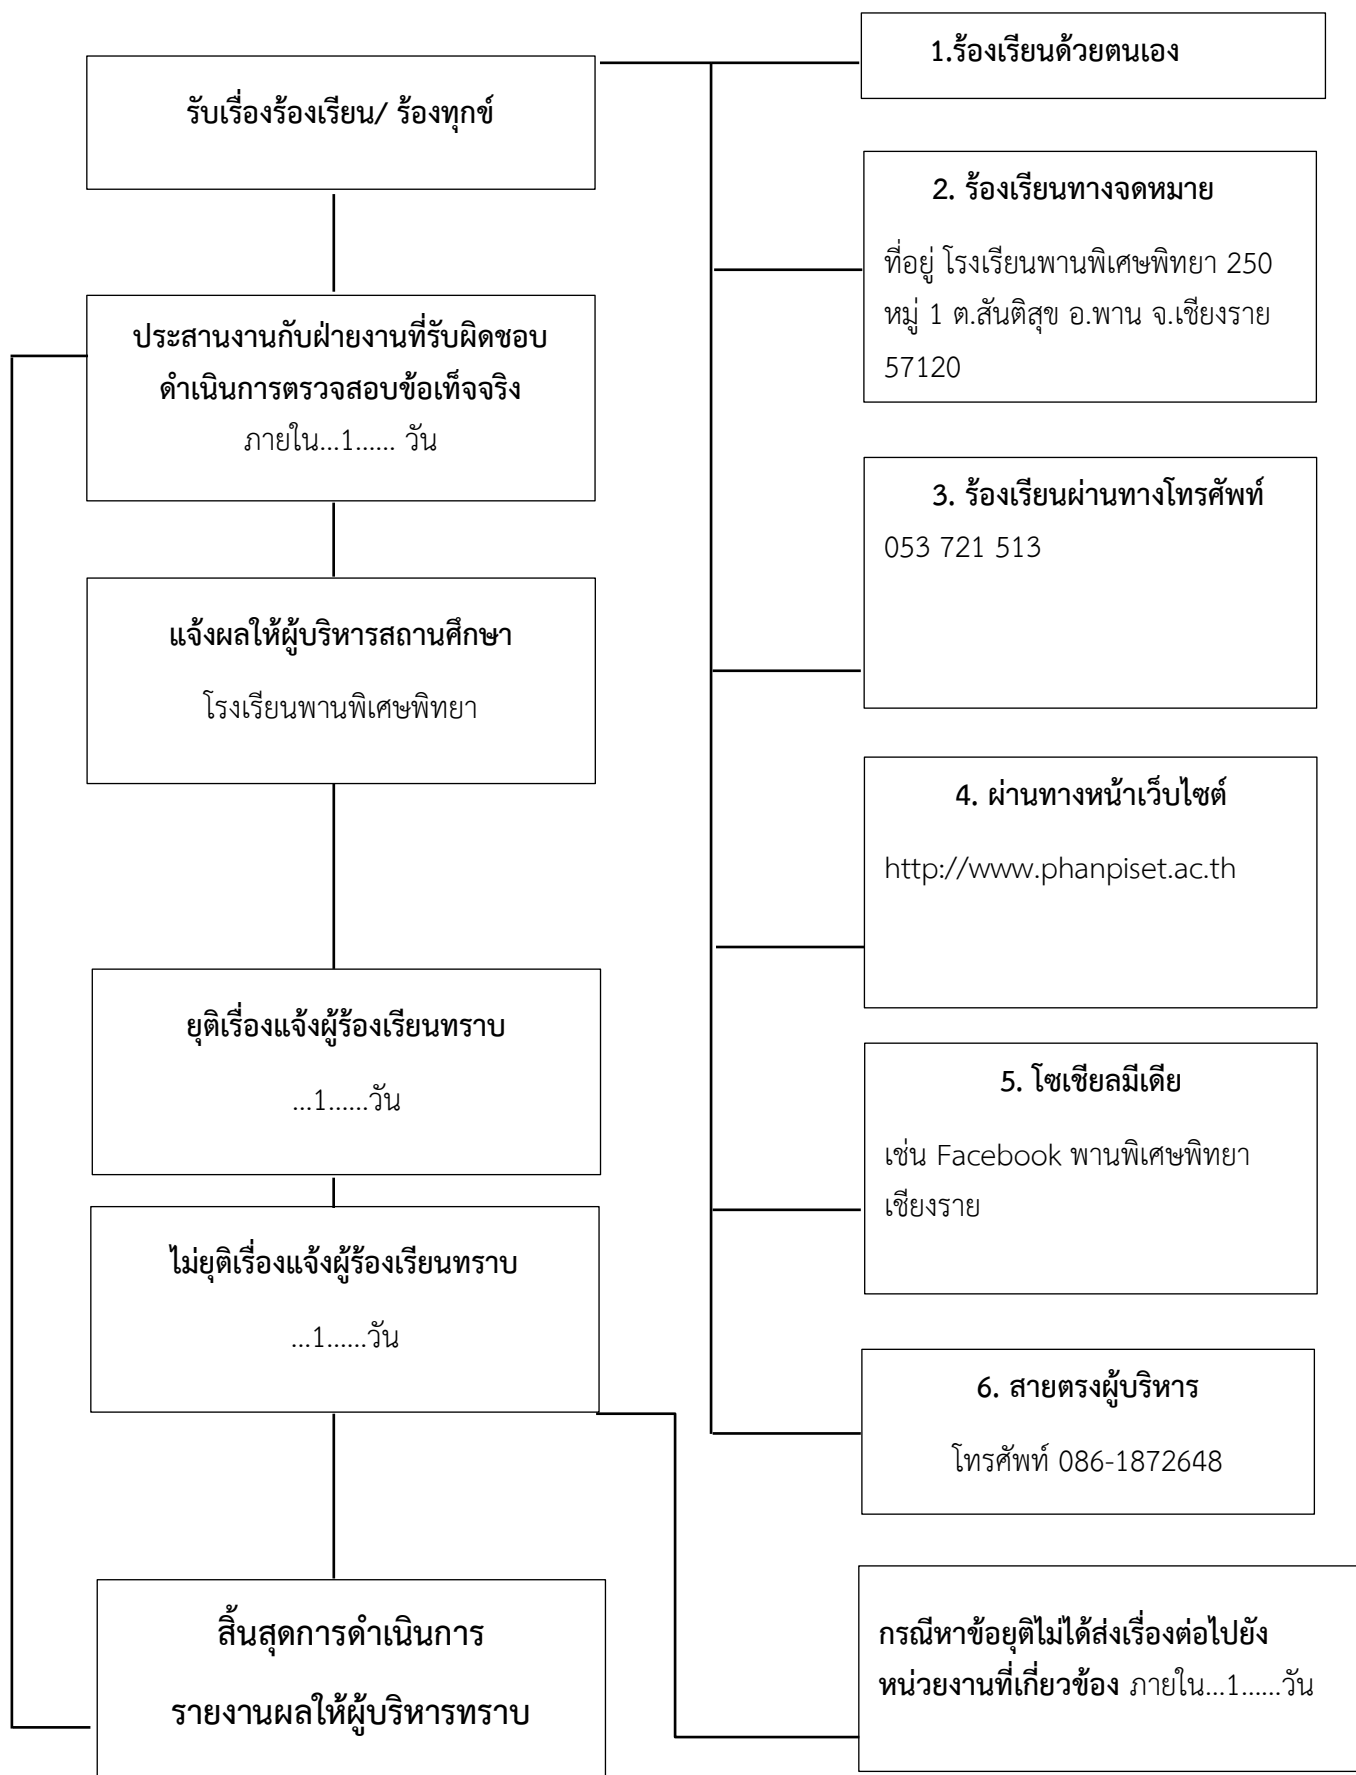 รับเรื่องร้องเรียน/ ร้องทุกข์
ประสานงานกับฝ่ายงานที่รับผิดชอบ
ดำเนินการตรวจสอบข้อเท็จจริง
ภายใน...1...... วัน
แจ้งผลให้ผู้บริหารสถานศึกษา
โรงเรียนพานพิเศษพิทยา
ยุติเรื่องแจ้งผู้ร้องเรียนทราบ
...1......วัน
ไม่ยุติเรื่องแจ้งผู้ร้องเรียนทราบ
...1......วัน
สิ้นสุดการดำเนินการ
รายงานผลให้ผู้บริหารทราบ
1.ร้องเรียนด้วยตนเอง
2. ร้องเรียนทางจดหมาย
ที่อยู่ โรงเรียนพานพิเศษพิทยา 250
หมู่ 1 ต.สันติสุข อ.พาน จ.เชียงราย
57120
3. ร้องเรียนผ่านทางโทรศัพท์
053 721 513
4. ผ่านทางหน้าเว็บไซต์
http://www.phanpiset.ac.th
5. โซเชียลมีเดีย
เช่น Facebook พานพิเศษพิทยา
เชียงราย
6. สายตรงผู้บริหาร
โทรศัพท์ 086-1872648
กรณีหาข้อยุติไม่ได้ส่งเรื่องต่อไปยัง
หน่วยงานที่เกี่ยวข้อง ภายใน...1......วัน